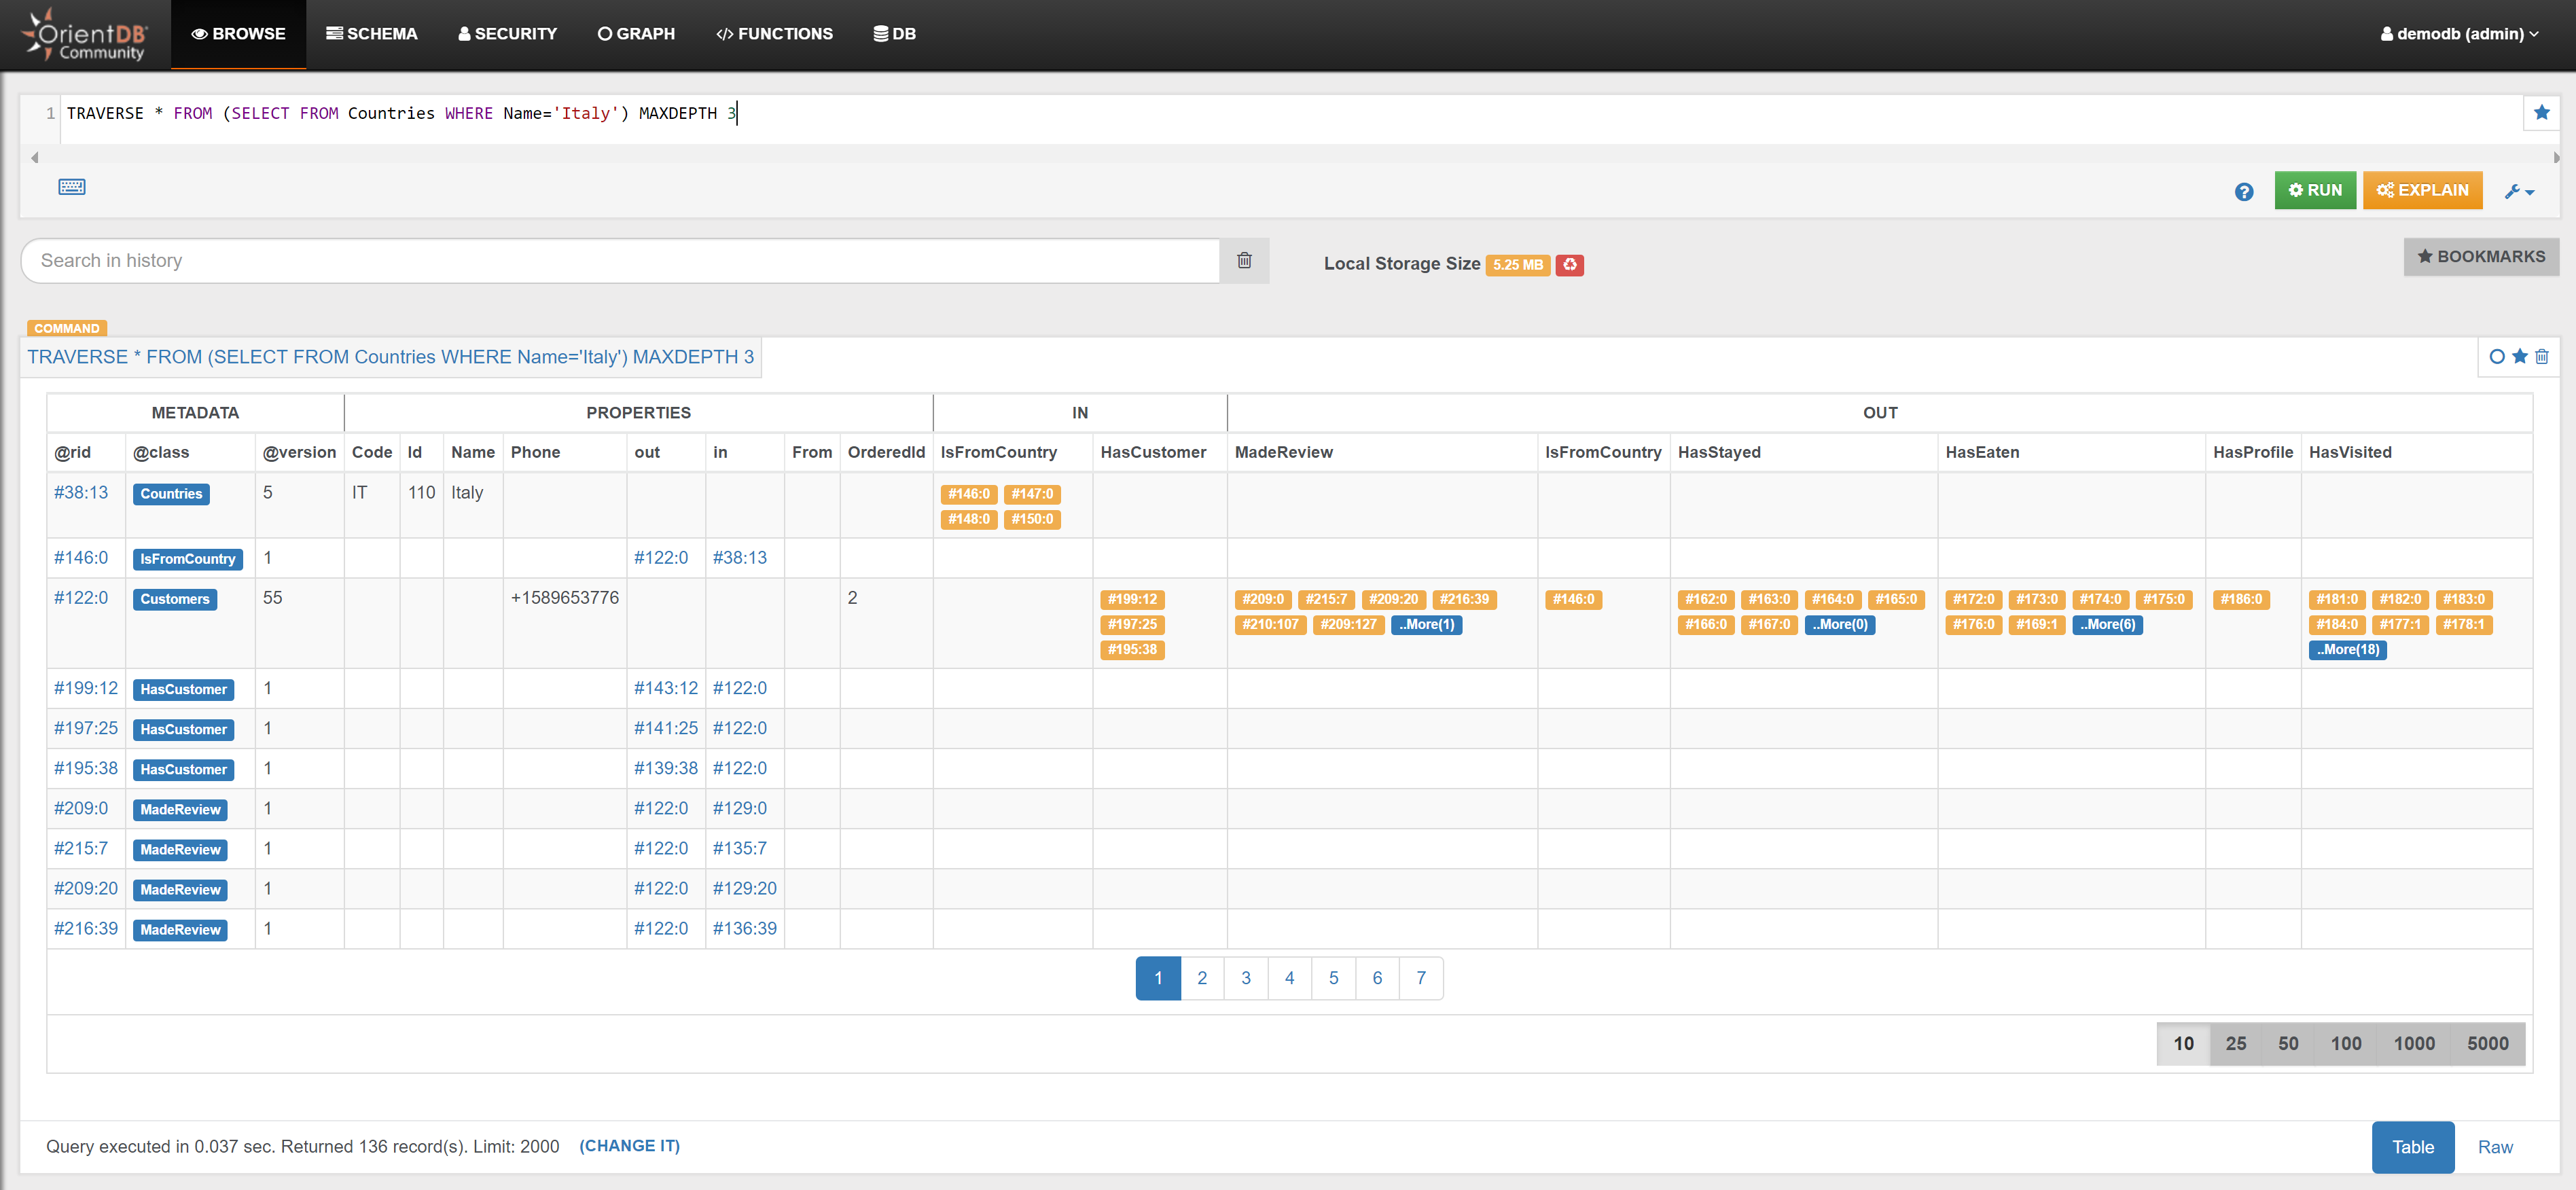 OrientDB® Community BROWSE SCHEMA SECURITY GRAPH FUNCTIONS DB demodb (admin)
1 TRAVERSE * FROM (SELECT FROM Countries WHERE Name='Italy') MAXDEPTH 3
? RUN EXPLAIN
Search in history Local Storage Size 5.25 MB BOOKMARKS
COMMAND
TRAVERSE * FROM (SELECT FROM Countries WHERE Name='Italy') MAXDEPTH 3
METADATA PROPERTIES IN OUT
@rid @class @version Code Id Name Phone out in From OrderedId IsFromCountry HasCustomer MadeReview IsFromCountry HasStayed HasEaten HasProfile HasVisited
#38:13 Countries 5 IT 110 Italy #146:0 #147:0
#148:0 #150:0
#146:0 IsFromCountry 1 #122:0 #38:13
#122:0 Customers 55 +1589653776 2 #199:12 #209:0 #215:7 #209:20 #216:39 #146:0 #162:0 #163:0 #164:0 #165:0 #172:0 #173:0 #174:0 #175:0 #186:0 #181:0 #182:0 #183:0
#197:25 #210:107 #209:127 ..More(1) #166:0 #167:0 ..More(0) #176:0 #169:1 ..More(6) #184:0 #177:1 #178:1
#195:38 ..More(18)
#199:12 HasCustomer 1 #143:12 #122:0
#197:25 HasCustomer 1 #141:25 #122:0
#195:38 HasCustomer 1 #139:38 #122:0
#209:0 MadeReview 1 #122:0 #129:0
#215:7 MadeReview 1 #122:0 #135:7
#209:20 MadeReview 1 #122:0 #129:20
#216:39 MadeReview 1 #122:0 #136:39
1 2 3 4 5 6 7
10 25 50 100 1000 5000
Query executed in 0.037 sec. Returned 136 record(s). Limit: 2000 (CHANGE IT) Table Raw